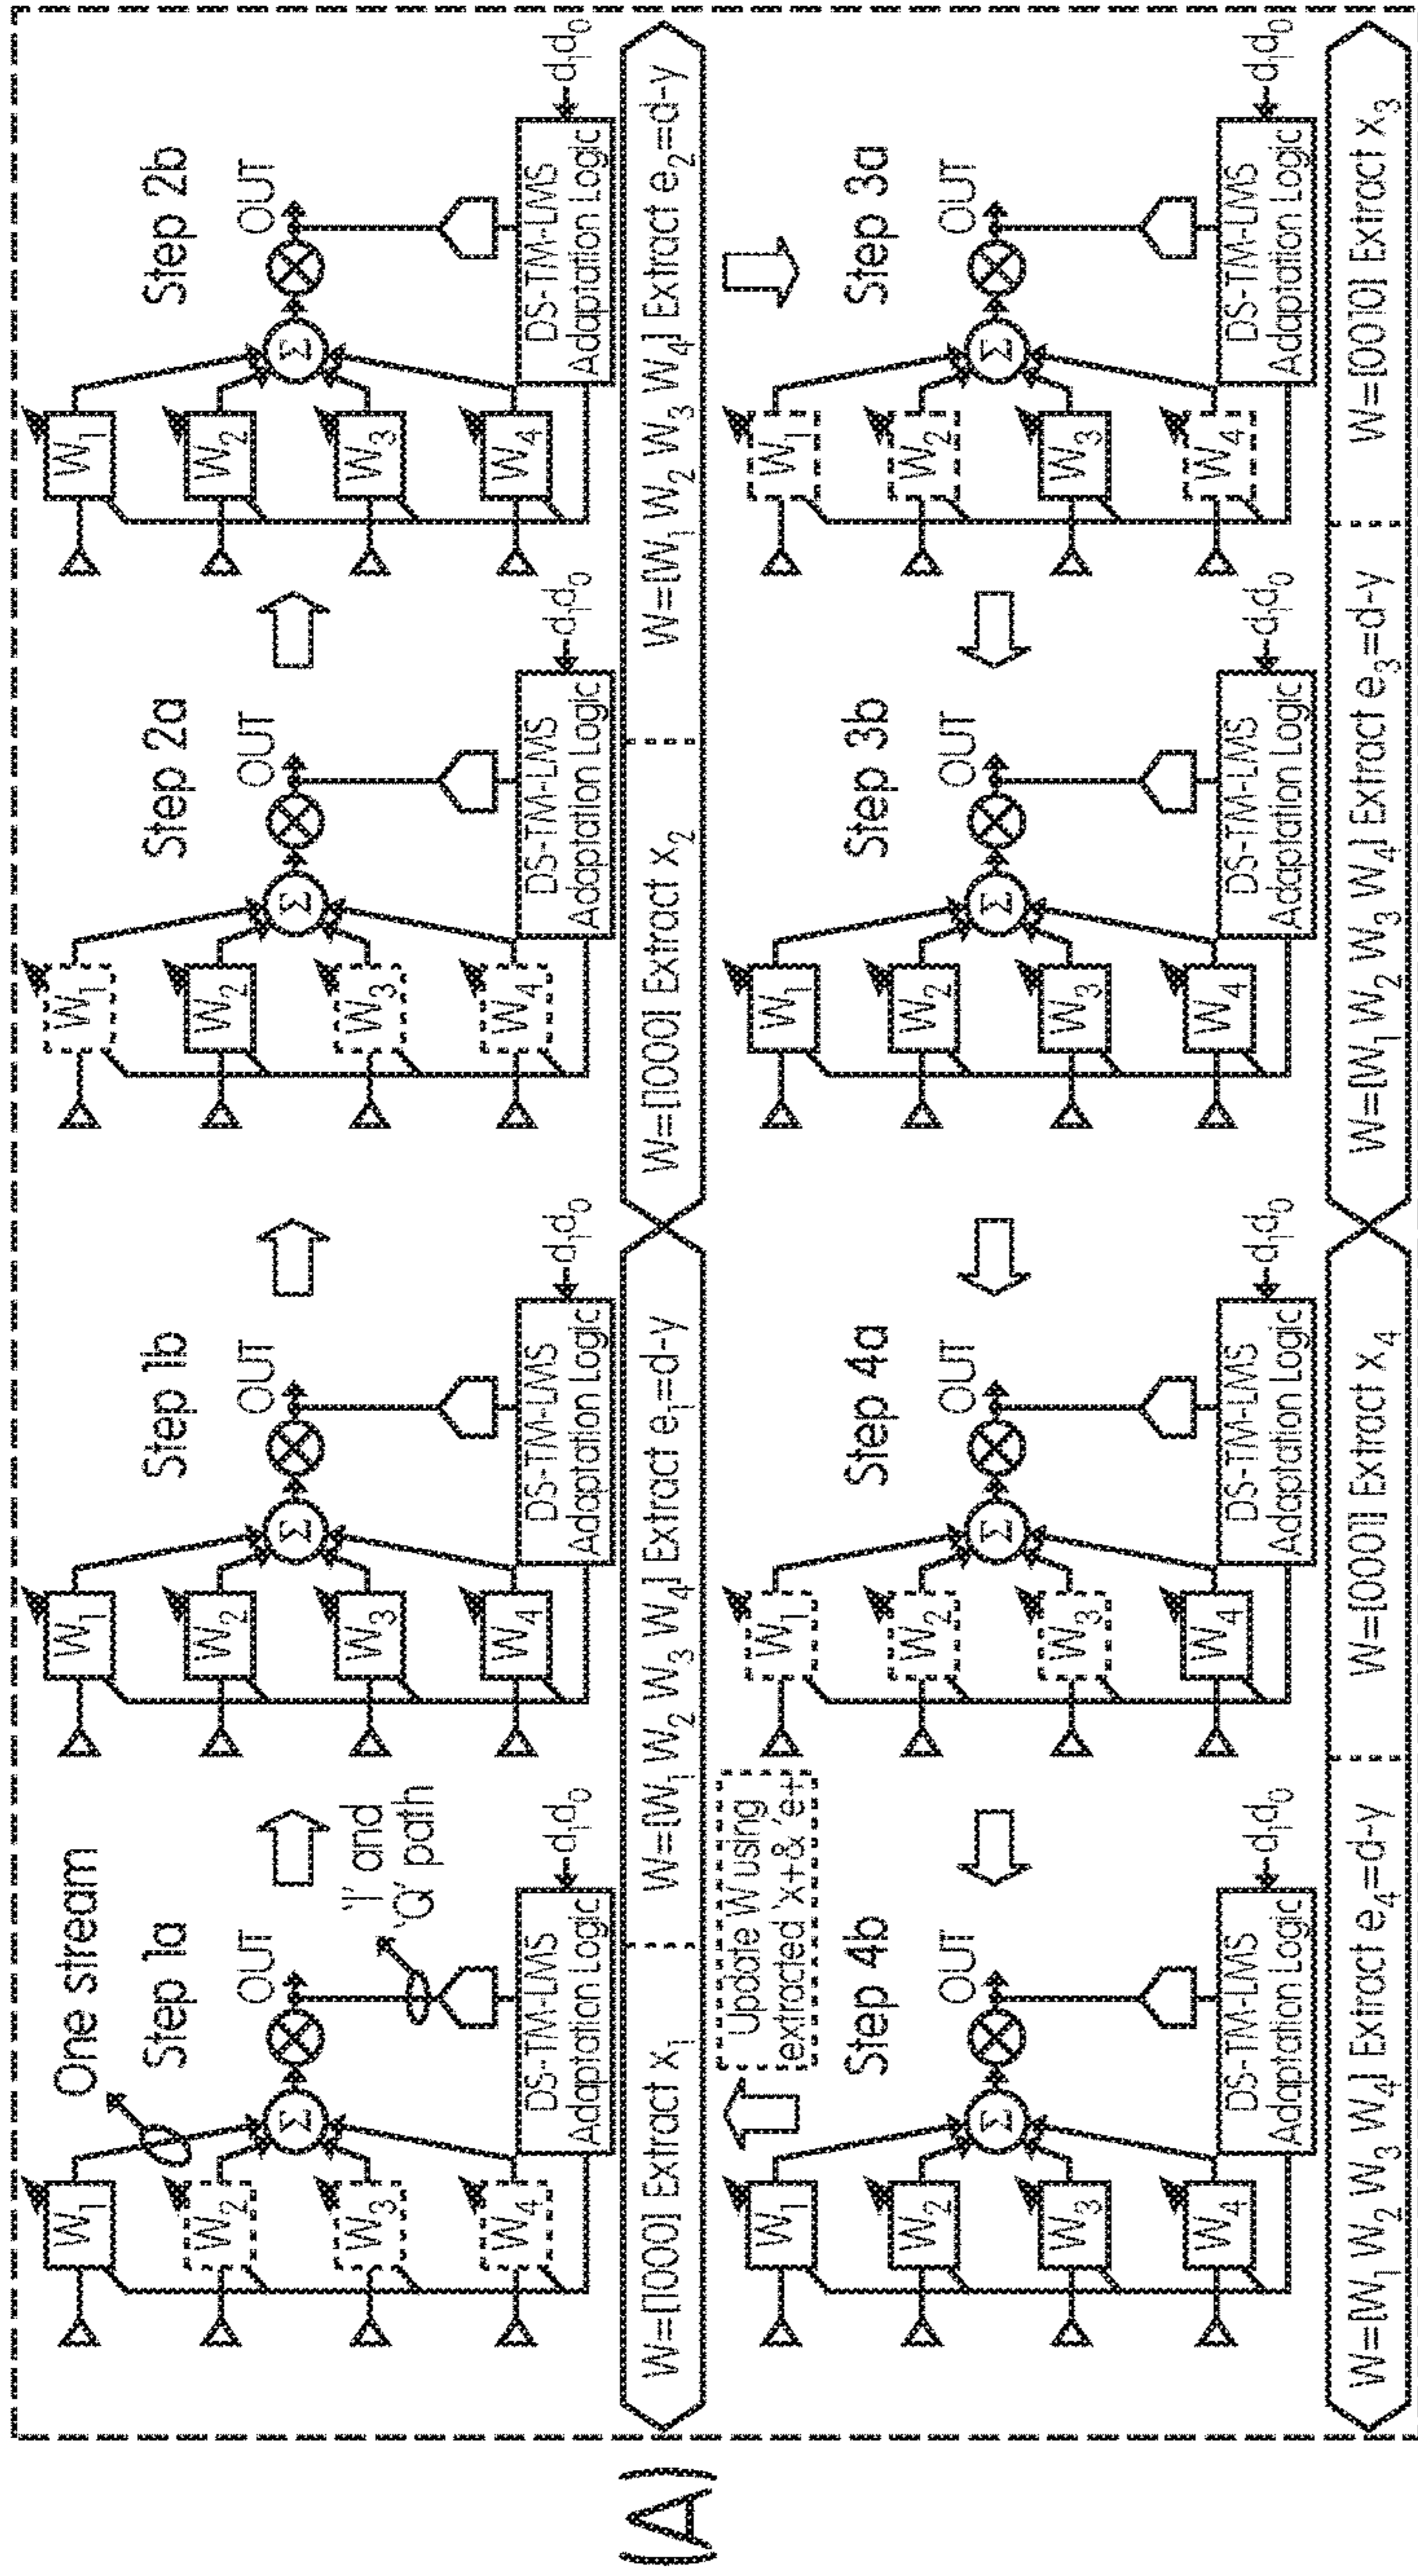 (A)
One stream
Step 1a
OUT
W1
W2
W3
W4
Σ
'I' and
'Q' path
DS-TM-LMS
Adaptation Logic
d1d0
Step 1b
OUT
W1
W2
W3
W4
Σ
DS-TM-LMS
Adaptation Logic
d1d0
Step 2a
OUT
W1
W2
W3
W4
Σ
DS-TM-LMS
Adaptation Logic
d1d0
Step 2b
OUT
W1
W2
W3
W4
Σ
DS-TM-LMS
Adaptation Logic
d1d0
W=[1000] Extract x1
W=[W1 W2 W3 W4] Extract e1=d-y
W=[1000] Extract x2
W=[W1 W2 W3 W4] Extract e2=d-y
Update W using
extracted 'x+& 'e+
Step 4b
OUT
W1
W2
W3
W4
Σ
DS-TM-LMS
Adaptation Logic
d1d0
Step 4a
OUT
W1
W2
W3
W4
Σ
DS-TM-LMS
Adaptation Logic
d1d0
Step 3b
OUT
W1
W2
W3
W4
Σ
DS-TM-LMS
Adaptation Logic
d1d0
Step 3a
OUT
W1
W2
W3
W4
Σ
DS-TM-LMS
Adaptation Logic
d1d0
W=[W1 W2 W3 W4] Extract e4=d-y
W=[0001] Extract x4
W=[W1 W2 W3 W4] Extract e3=d-y
W=[0010] Extract x3